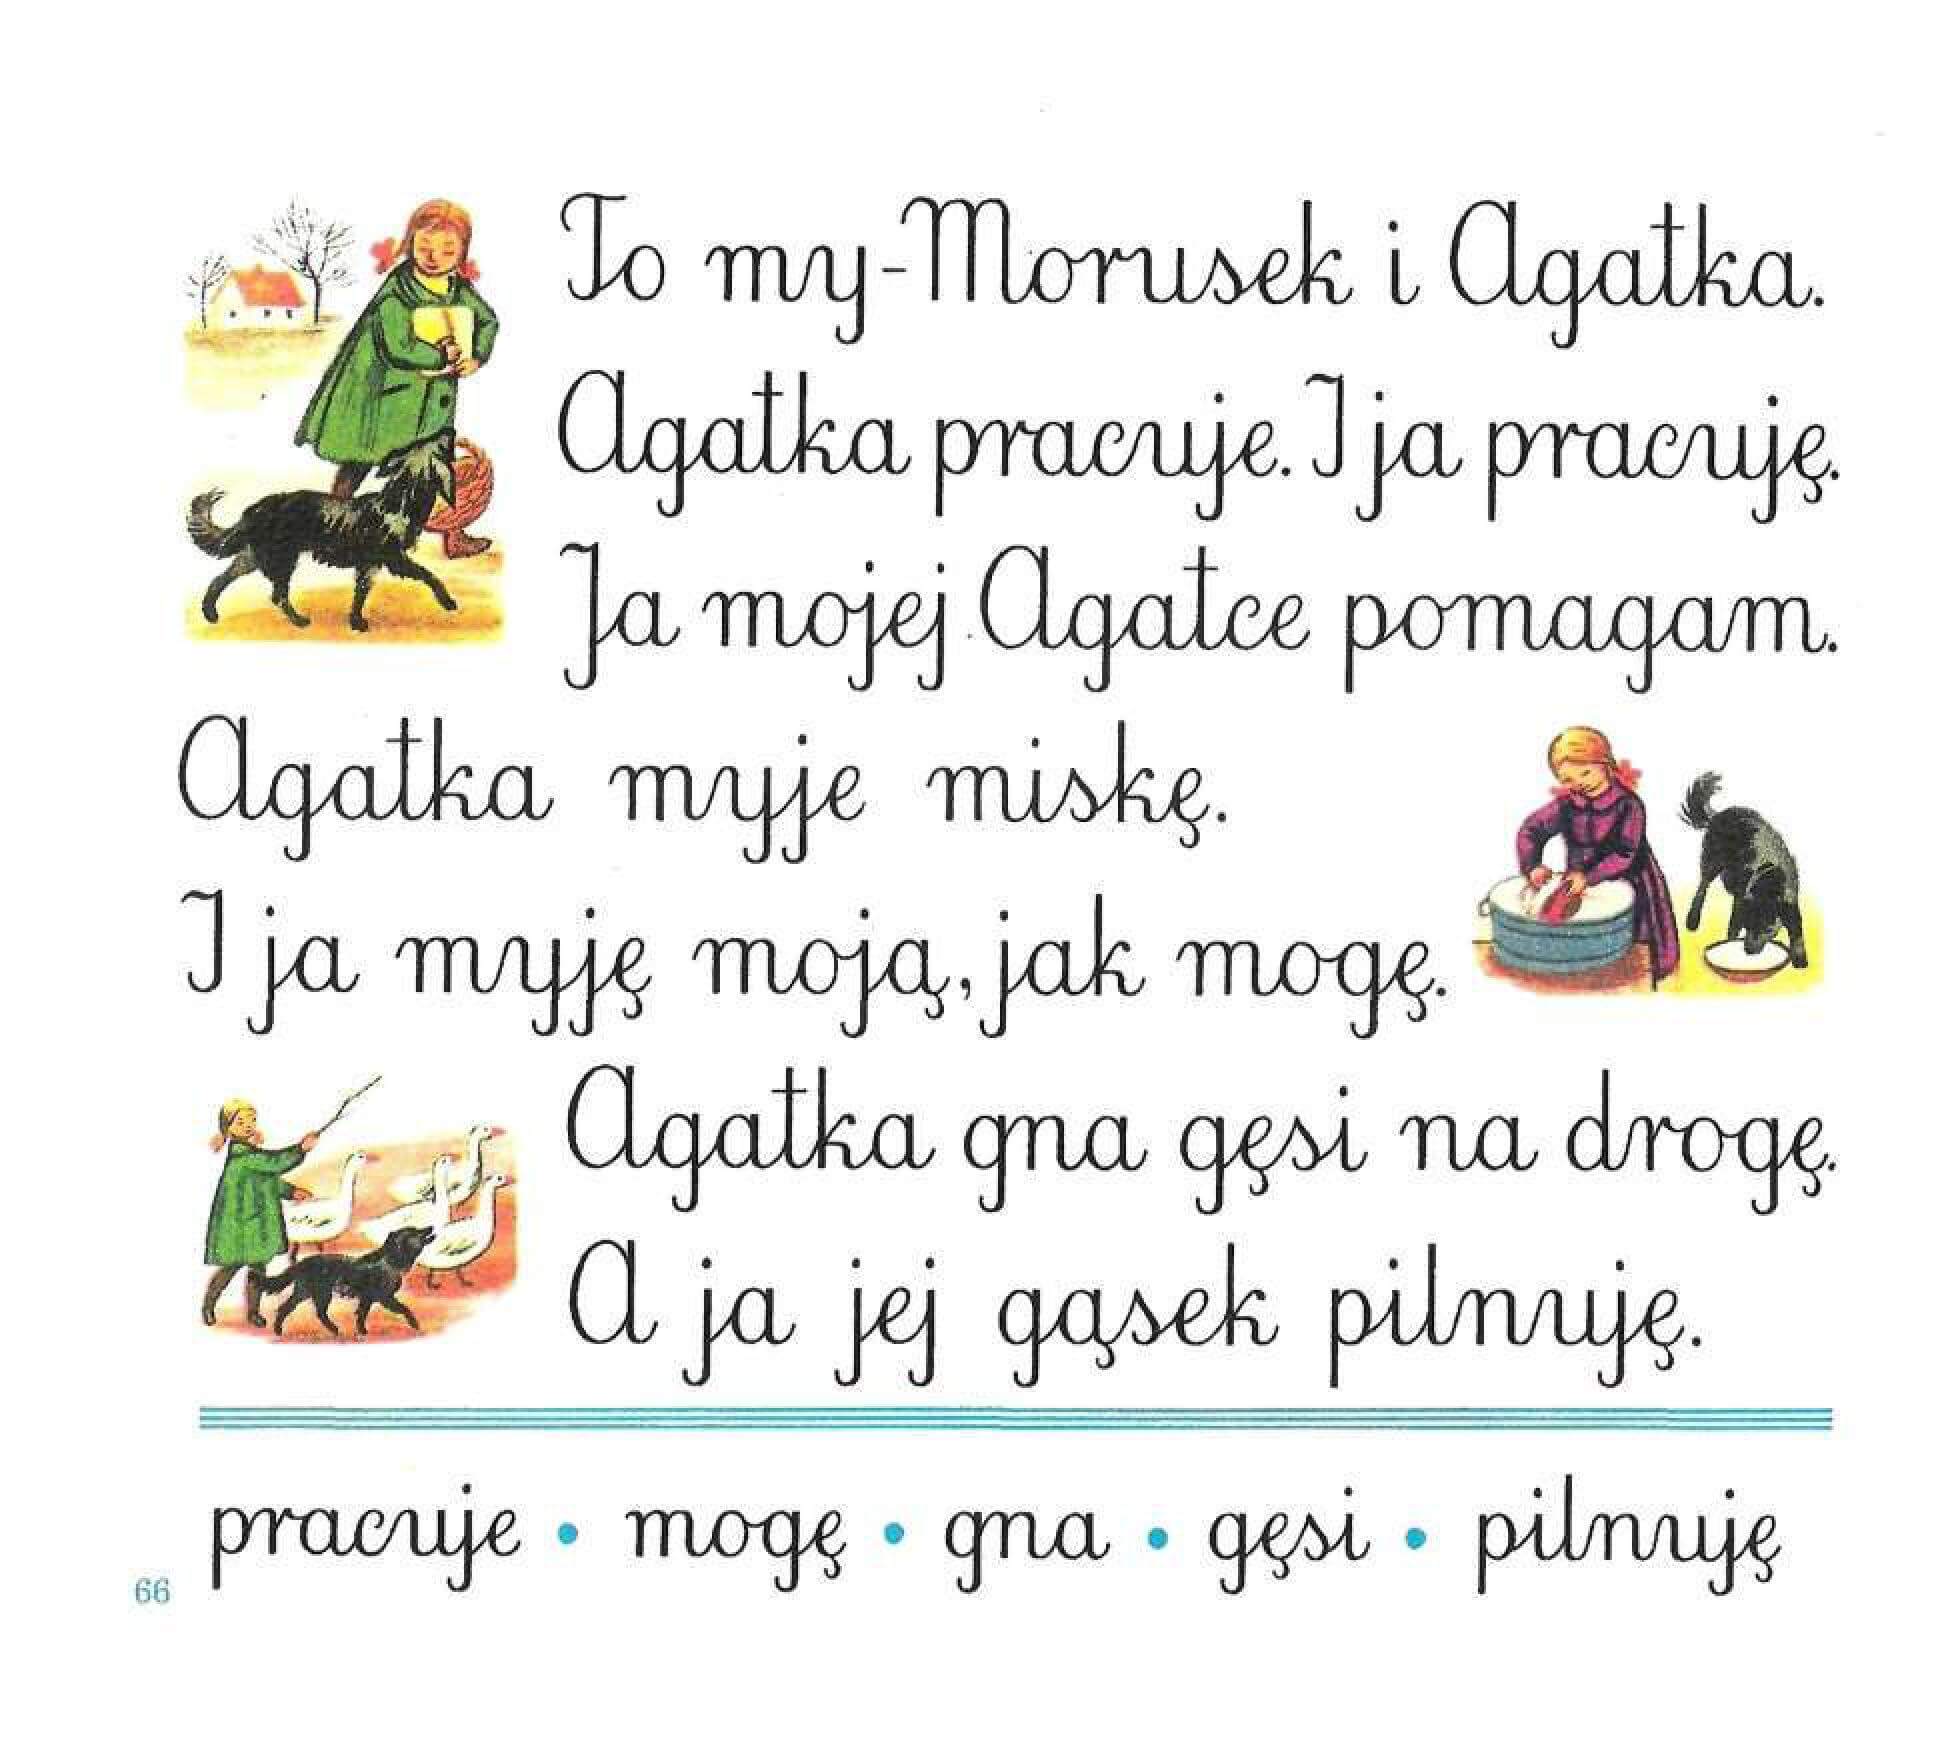 To my-Morusek i Agatka.
Agatka pracuje. I ja pracuję.
Ja mojej Agatce pomagam.
Agatka myje miskę.
I ja myję moją, jak mogę.
Agatka gna gęsi na drogę.
A ja jej gąsek pilnuję.
pracuje • mogę • gna • gęsi • pilnuję
66